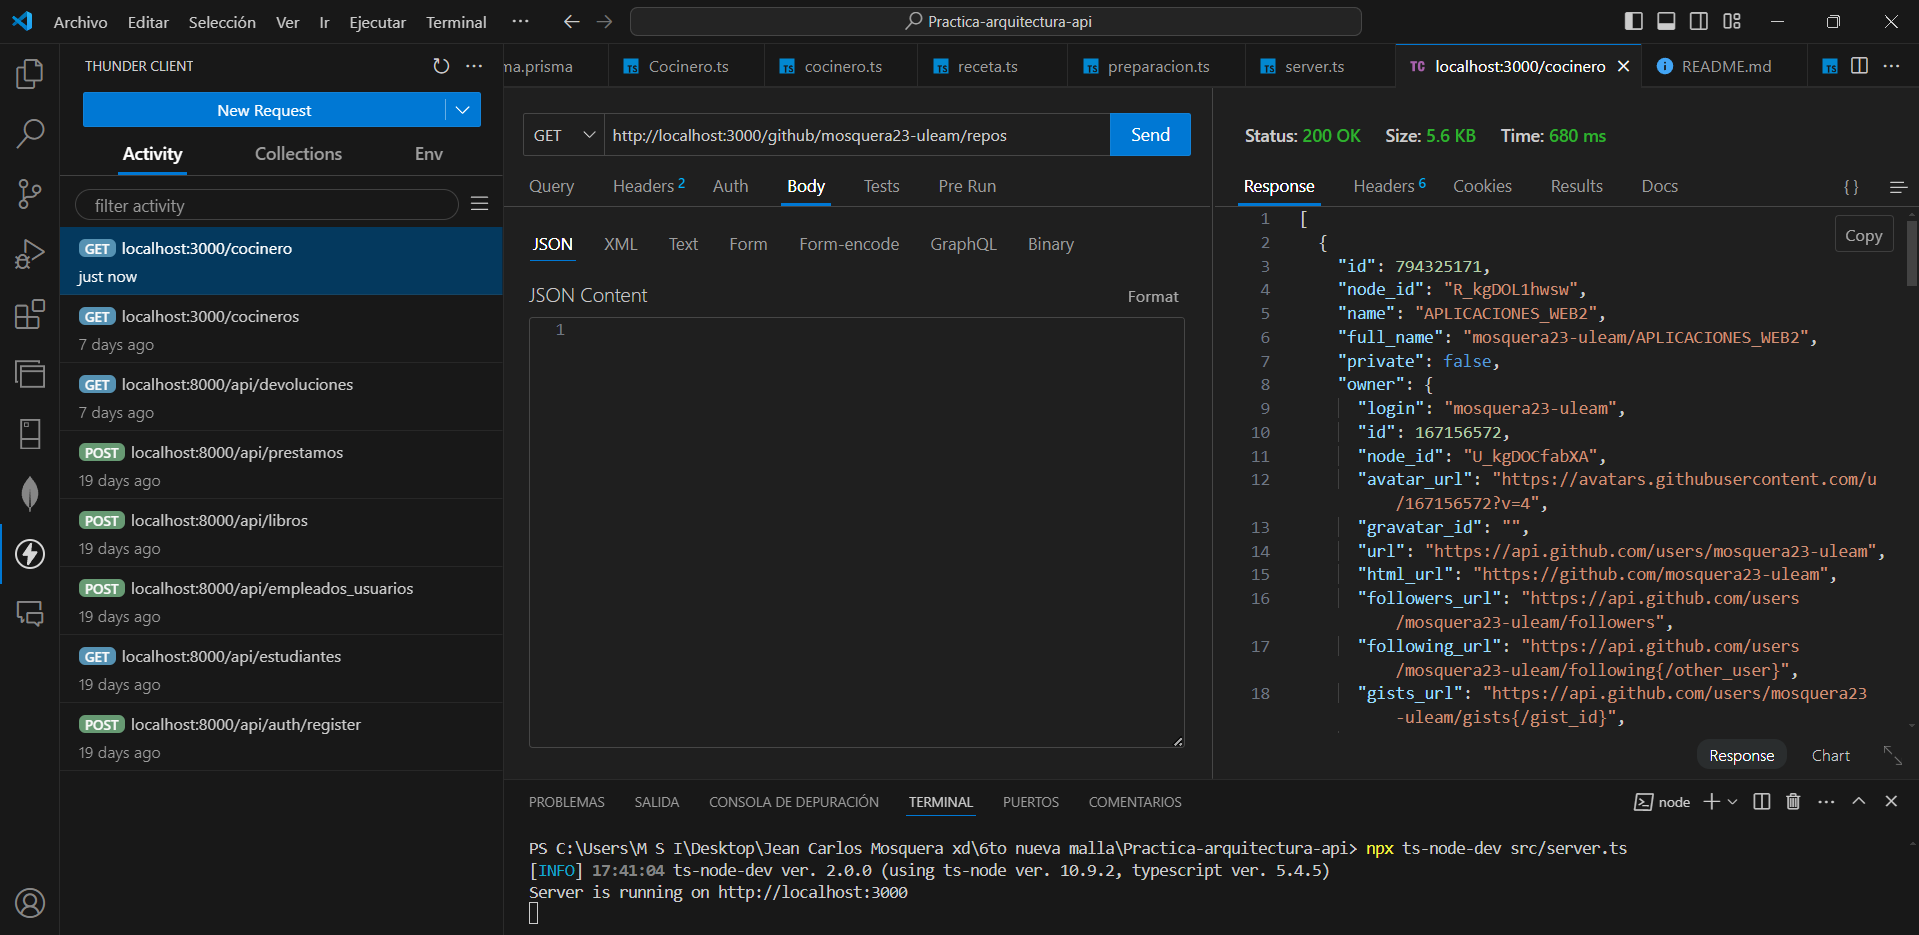 Archivo Editar Selección Ver Ir Ejecutar Terminal ··· Practica-arquitectura-api
THUNDER CLIENT
New Request
Activity Collections Env
filter activity
GET localhost:3000/cocinero
just now
GET localhost:3000/cocineros
7 days ago
GET localhost:8000/api/devoluciones
7 days ago
POST localhost:8000/api/prestamos
19 days ago
POST localhost:8000/api/libros
19 days ago
POST localhost:8000/api/empleados_usuarios
19 days ago
GET localhost:8000/api/estudiantes
19 days ago
POST localhost:8000/api/auth/register
19 days ago
ma.prisma TS Cocinero.ts TS cocinero.ts TS receta.ts TS preparacion.ts TS server.ts TC localhost:3000/cocinero README.md TS
GET http://localhost:3000/github/mosquera23-uleam/repos Send
Query Headers 2 Auth Body Tests Pre Run
JSON XML Text Form Form-encode GraphQL Binary
JSON Content Format
1
Status: 200 OK Size: 5.6 KB Time: 680 ms
Response Headers 6 Cookies Results Docs { }
Copy
1 [
2 {
3 "id": 794325171,
4 "node_id": "R_kgDOL1hwsw",
5 "name": "APLICACIONES_WEB2",
6 "full_name": "mosquera23-uleam/APLICACIONES_WEB2",
7 "private": false,
8 "owner": {
9 "login": "mosquera23-uleam",
10 "id": 167156572,
11 "node_id": "U_kgDOCfabXA",
12 "avatar_url": "https://avatars.githubusercontent.com/u
/167156572?v=4",
13 "gravatar_id": "",
14 "url": "https://api.github.com/users/mosquera23-uleam",
15 "html_url": "https://github.com/mosquera23-uleam",
16 "followers_url": "https://api.github.com/users
/mosquera23-uleam/followers",
17 "following_url": "https://api.github.com/users
/mosquera23-uleam/following{/other_user}",
18 "gists_url": "https://api.github.com/users/mosquera23
-uleam/gists{/gist_id}",
Response Chart
PROBLEMAS SALIDA CONSOLA DE DEPURACIÓN TERMINAL PUERTOS COMENTARIOS node
PS C:\Users\M S I\Desktop\Jean Carlos Mosquera xd\6to nueva malla\Practica-arquitectura-api> npx ts-node-dev src/server.ts
[INFO] 17:41:04 ts-node-dev ver. 2.0.0 (using ts-node ver. 10.9.2, typescript ver. 5.4.5)
Server is running on http://localhost:3000